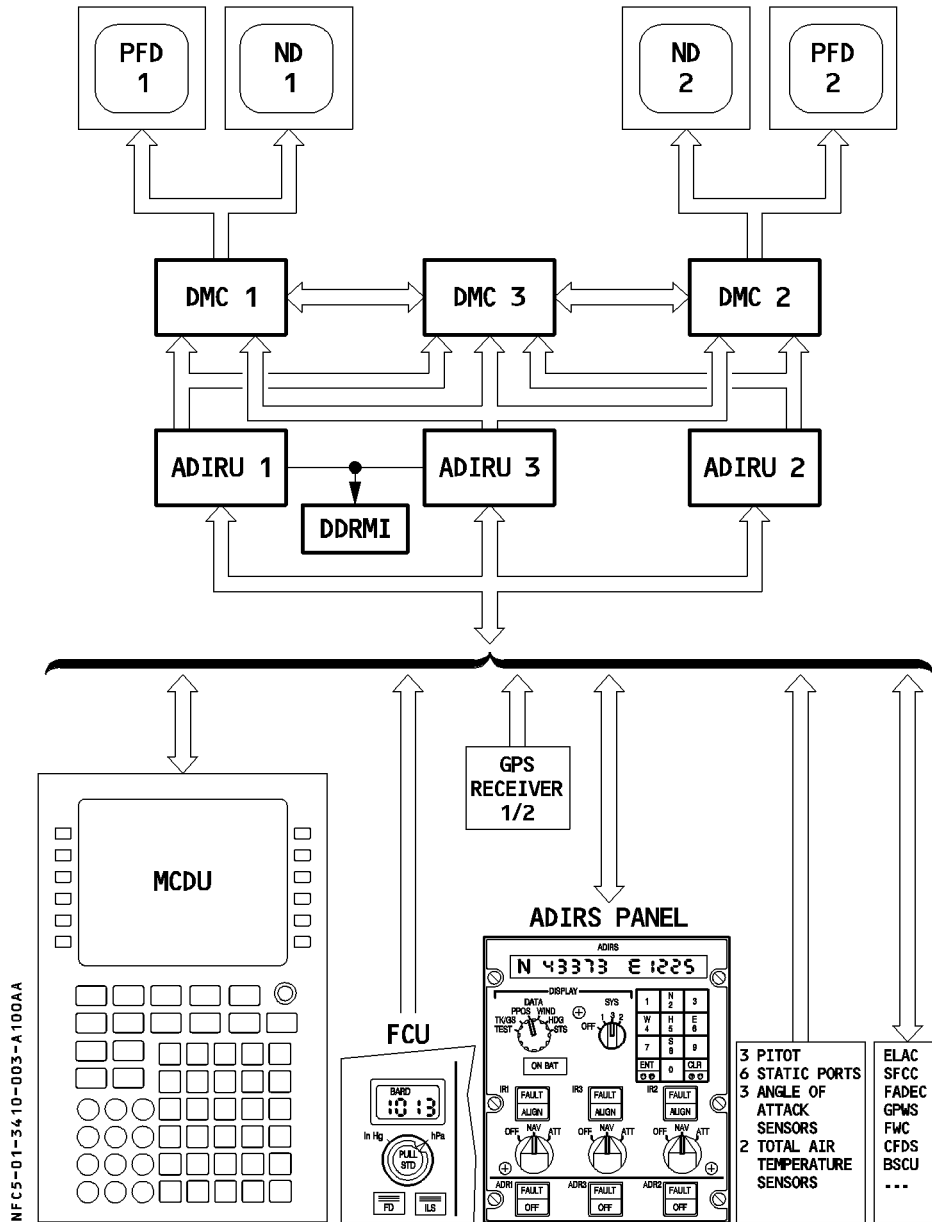 PFD
1
ND
1
ND
2
PFD
2
DMC 1
DMC 3
DMC 2
ADIRU 1
ADIRU 3
ADIRU 2
DDRMI
MCDU
GPS
RECEIVER
1/2
FCU
BARO
1013
In Hg
hPa
PULL
STD
FD
ILS
ADIRS PANEL
ADIRS
N 43373 E 1225
DISPLAY
DATA
SYS
TEST
TK/GS
PPOS
WIND
HDG
STS
OFF
1
3
2
ON BAT
1
N
2
3
W
4
H
5
E
6
7
S
8
9
ENT
0
CLR
IR1
FAULT
ALIGN
IR3
FAULT
ALIGN
IR2
FAULT
ALIGN
OFF NAV ATT
OFF NAV ATT
OFF NAV ATT
ADR1
FAULT
OFF
ADR3
FAULT
OFF
ADR2
FAULT
OFF
3 PITOT
6 STATIC PORTS
3 ANGLE OF
ATTACK
SENSORS
2 TOTAL AIR
TEMPERATURE
SENSORS
ELAC
SFCC
FADEC
GPWS
FWC
CFDS
BSCU
---
NFC5-01-3410-003-A100AA